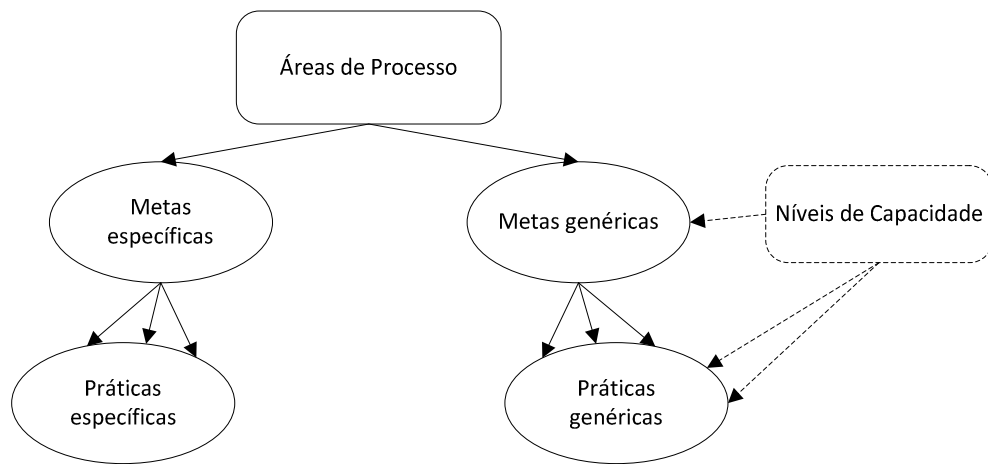 Áreas de Processo
Metas
específicas
Metas genéricas
Níveis de Capacidade
Práticas
específicas
Práticas
genéricas